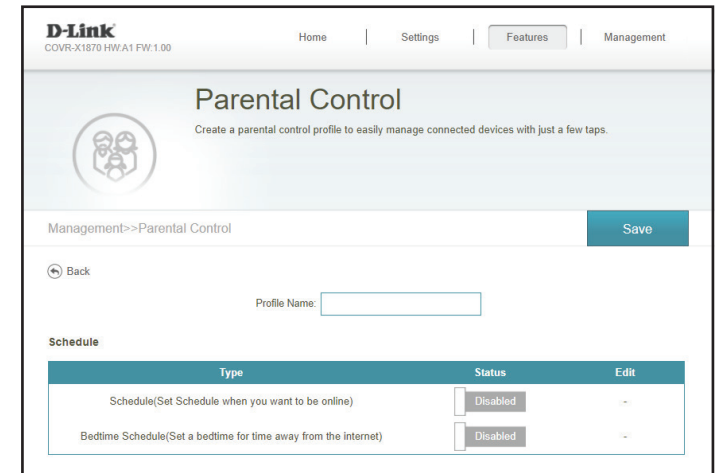 D-Link
COVR-X1870 HW:A1 FW:1.00
Home | Settings | Features | Management
Parental Control
Create a parental control profile to easily manage connected devices with just a few taps.
Management>>Parental Control Save
Back
Profile Name:
Schedule
Type Status Edit
Schedule(Set Schedule when you want to be online) Disabled -
Bedtime Schedule(Set a bedtime for time away from the internet) Disabled -